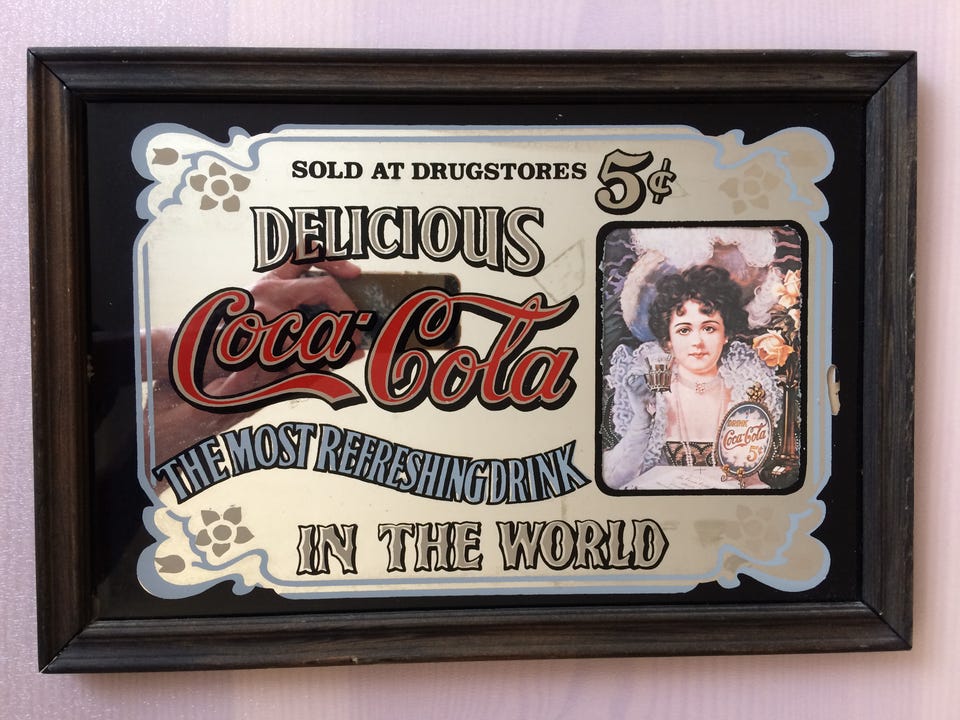 SOLD AT DRUGSTORES 5¢
DELICIOUS
Coca-Cola
THE MOST REFRESHING DRINK
IN THE WORLD
DRINK
Coca-Cola
5¢